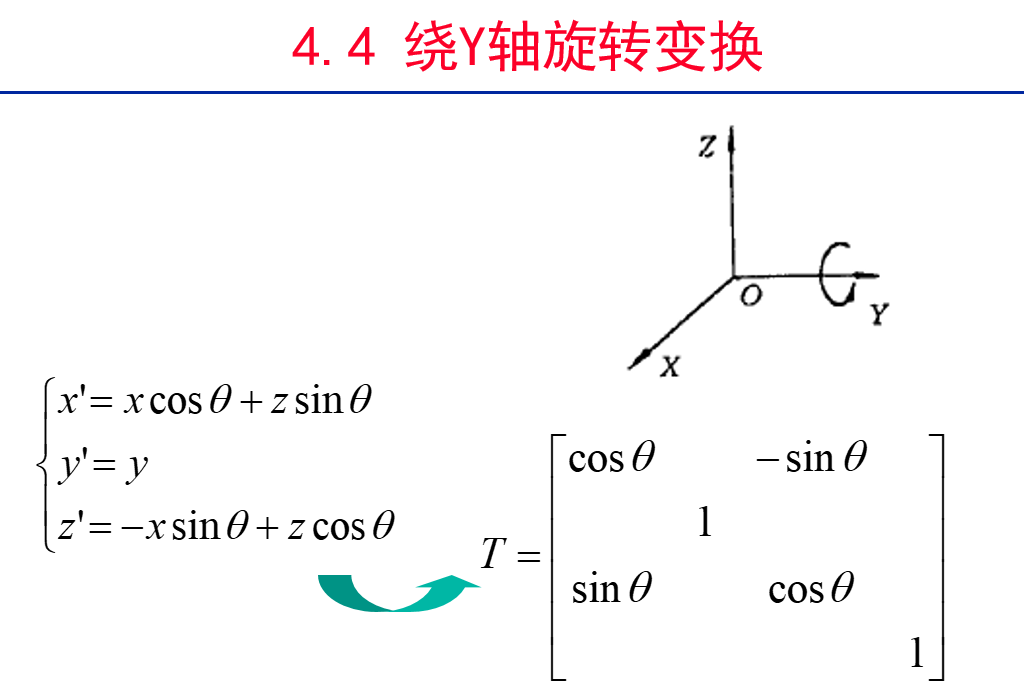 4.4 绕Y轴旋转变换
Z
O
Y
X
x'= x cos θ + z sin θ
y'= y
z'= −x sin θ + z cos θ
T =
cos θ − sin θ
1
sin θ cos θ
1